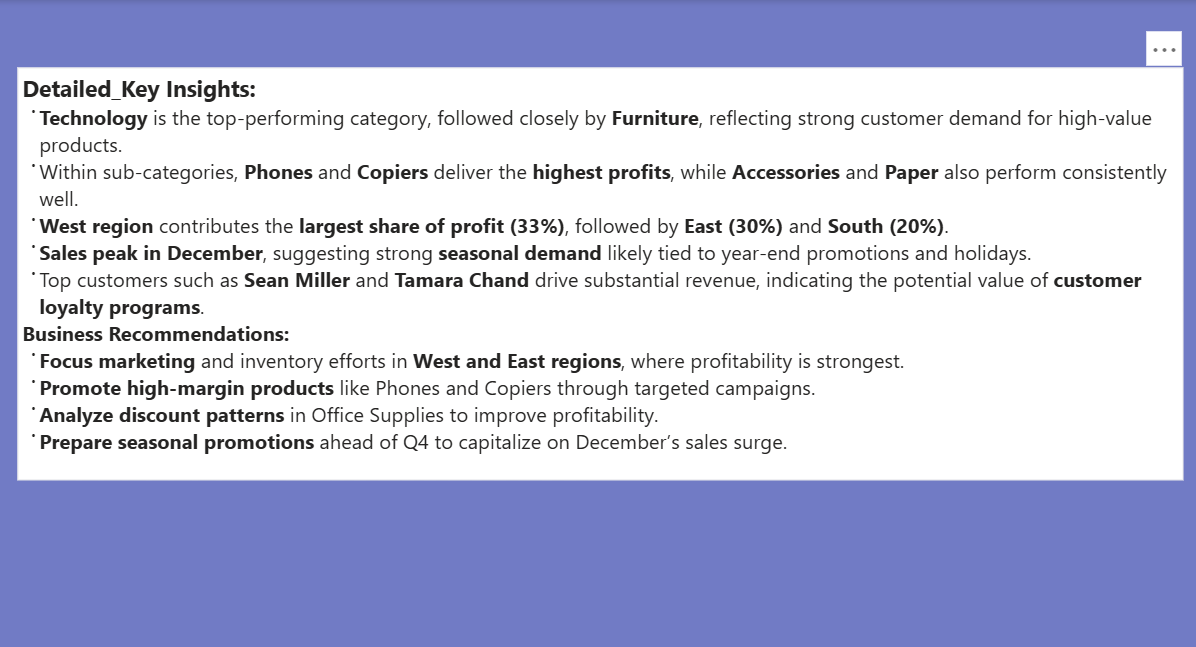 Detailed_Key Insights:
· Technology is the top-performing category, followed closely by Furniture, reflecting strong customer demand for high-value
products.
· Within sub-categories, Phones and Copiers deliver the highest profits, while Accessories and Paper also perform consistently
well.
· West region contributes the largest share of profit (33%), followed by East (30%) and South (20%).
· Sales peak in December, suggesting strong seasonal demand likely tied to year-end promotions and holidays.
· Top customers such as Sean Miller and Tamara Chand drive substantial revenue, indicating the potential value of customer
loyalty programs.
Business Recommendations:
· Focus marketing and inventory efforts in West and East regions, where profitability is strongest.
· Promote high-margin products like Phones and Copiers through targeted campaigns.
· Analyze discount patterns in Office Supplies to improve profitability.
· Prepare seasonal promotions ahead of Q4 to capitalize on December’s sales surge.